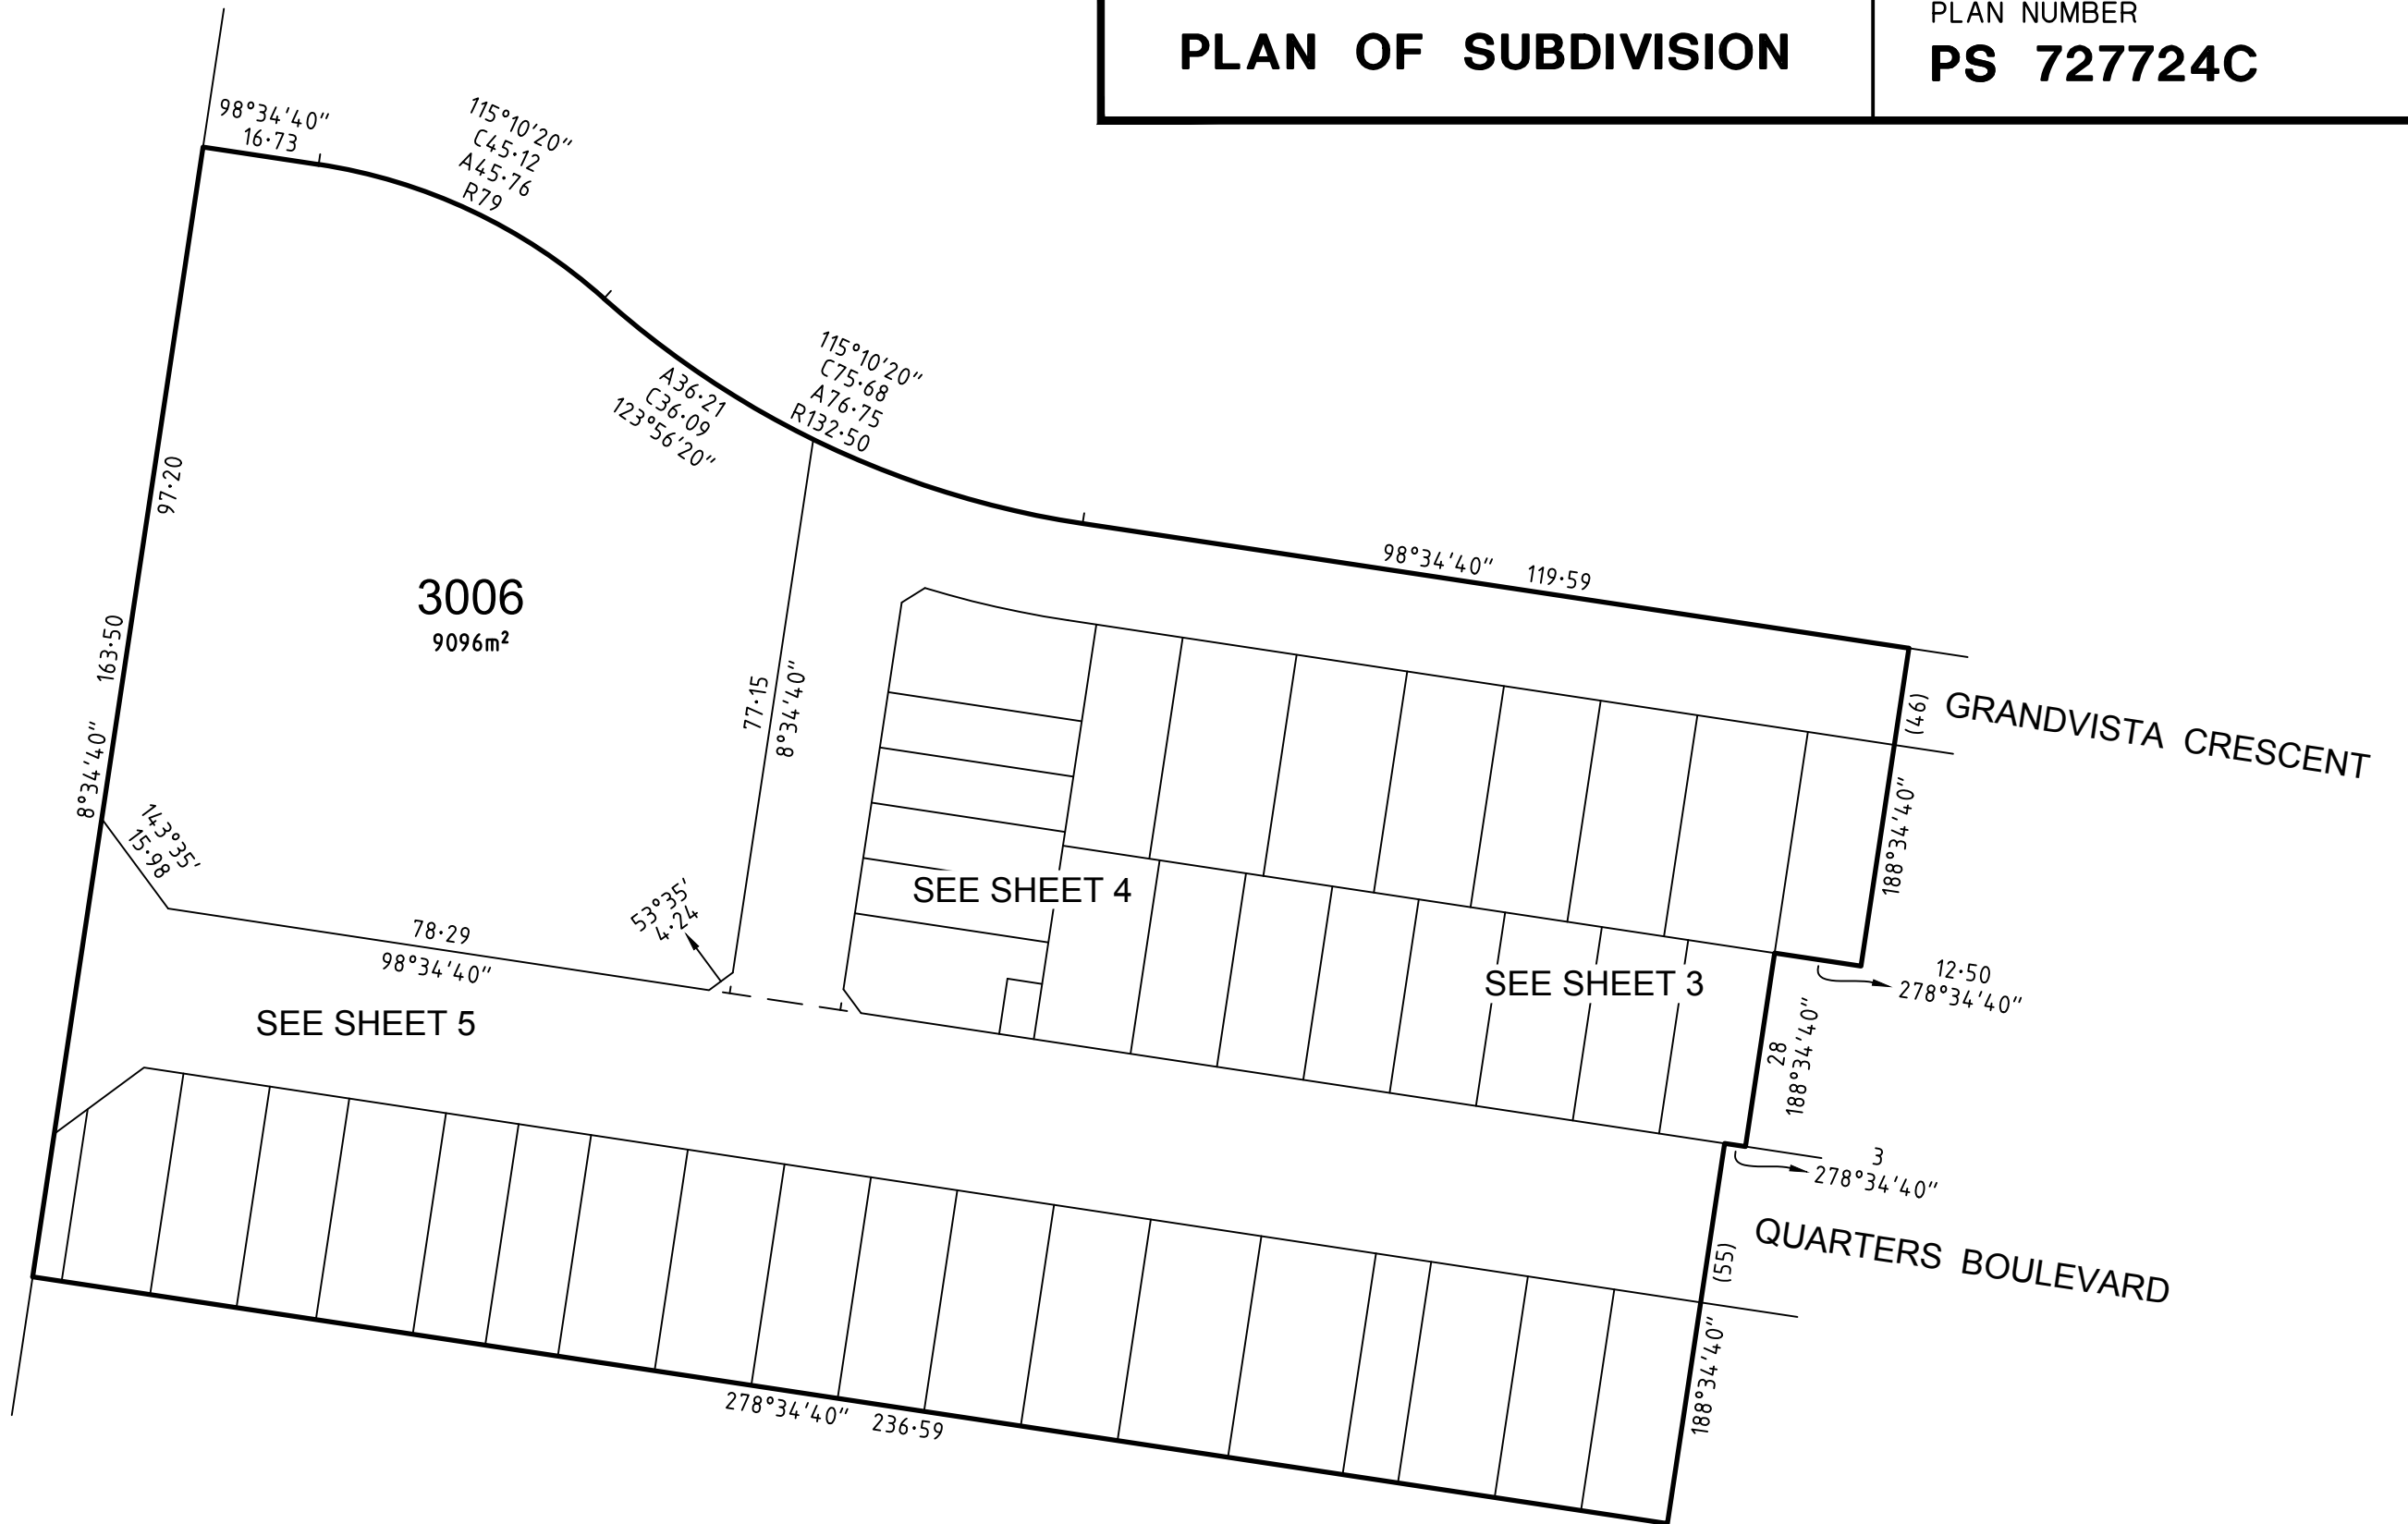 PLAN OF SUBDIVISION
PLAN NUMBER
PS 727724C
98°34'40"
16·73
115°10'20"
C45·12
A45·76
R79
115°10'20"
C75·68
A76·75
R132·50
A36·21
C36·09
123°56'20"
97·20
98°34'40" 119·59
3006
9096m²
8°34'40" 163·50
77·15
8°34'40"
(46)
GRANDVISTA CRESCENT
188°34'40"
143°35'
15·98
53°35'
4·24
SEE SHEET 4
78·29
98°34'40"
SEE SHEET 3
12·50
278°34'40"
SEE SHEET 5
28
188°34'40"
3
278°34'40"
QUARTERS BOULEVARD
(55)
188°34'40"
278°34'40" 236·59